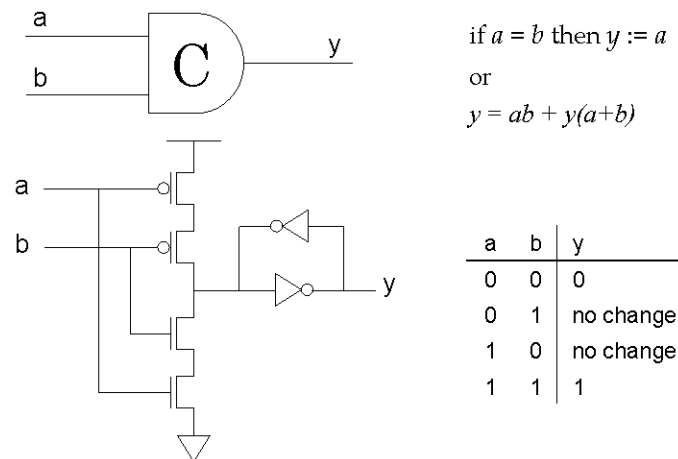 a
b
C
y
if a = b then y := a
or
y = ab + y(a+b)
a
b
y
a b y
0 0 0
0 1 no change
1 0 no change
1 1 1